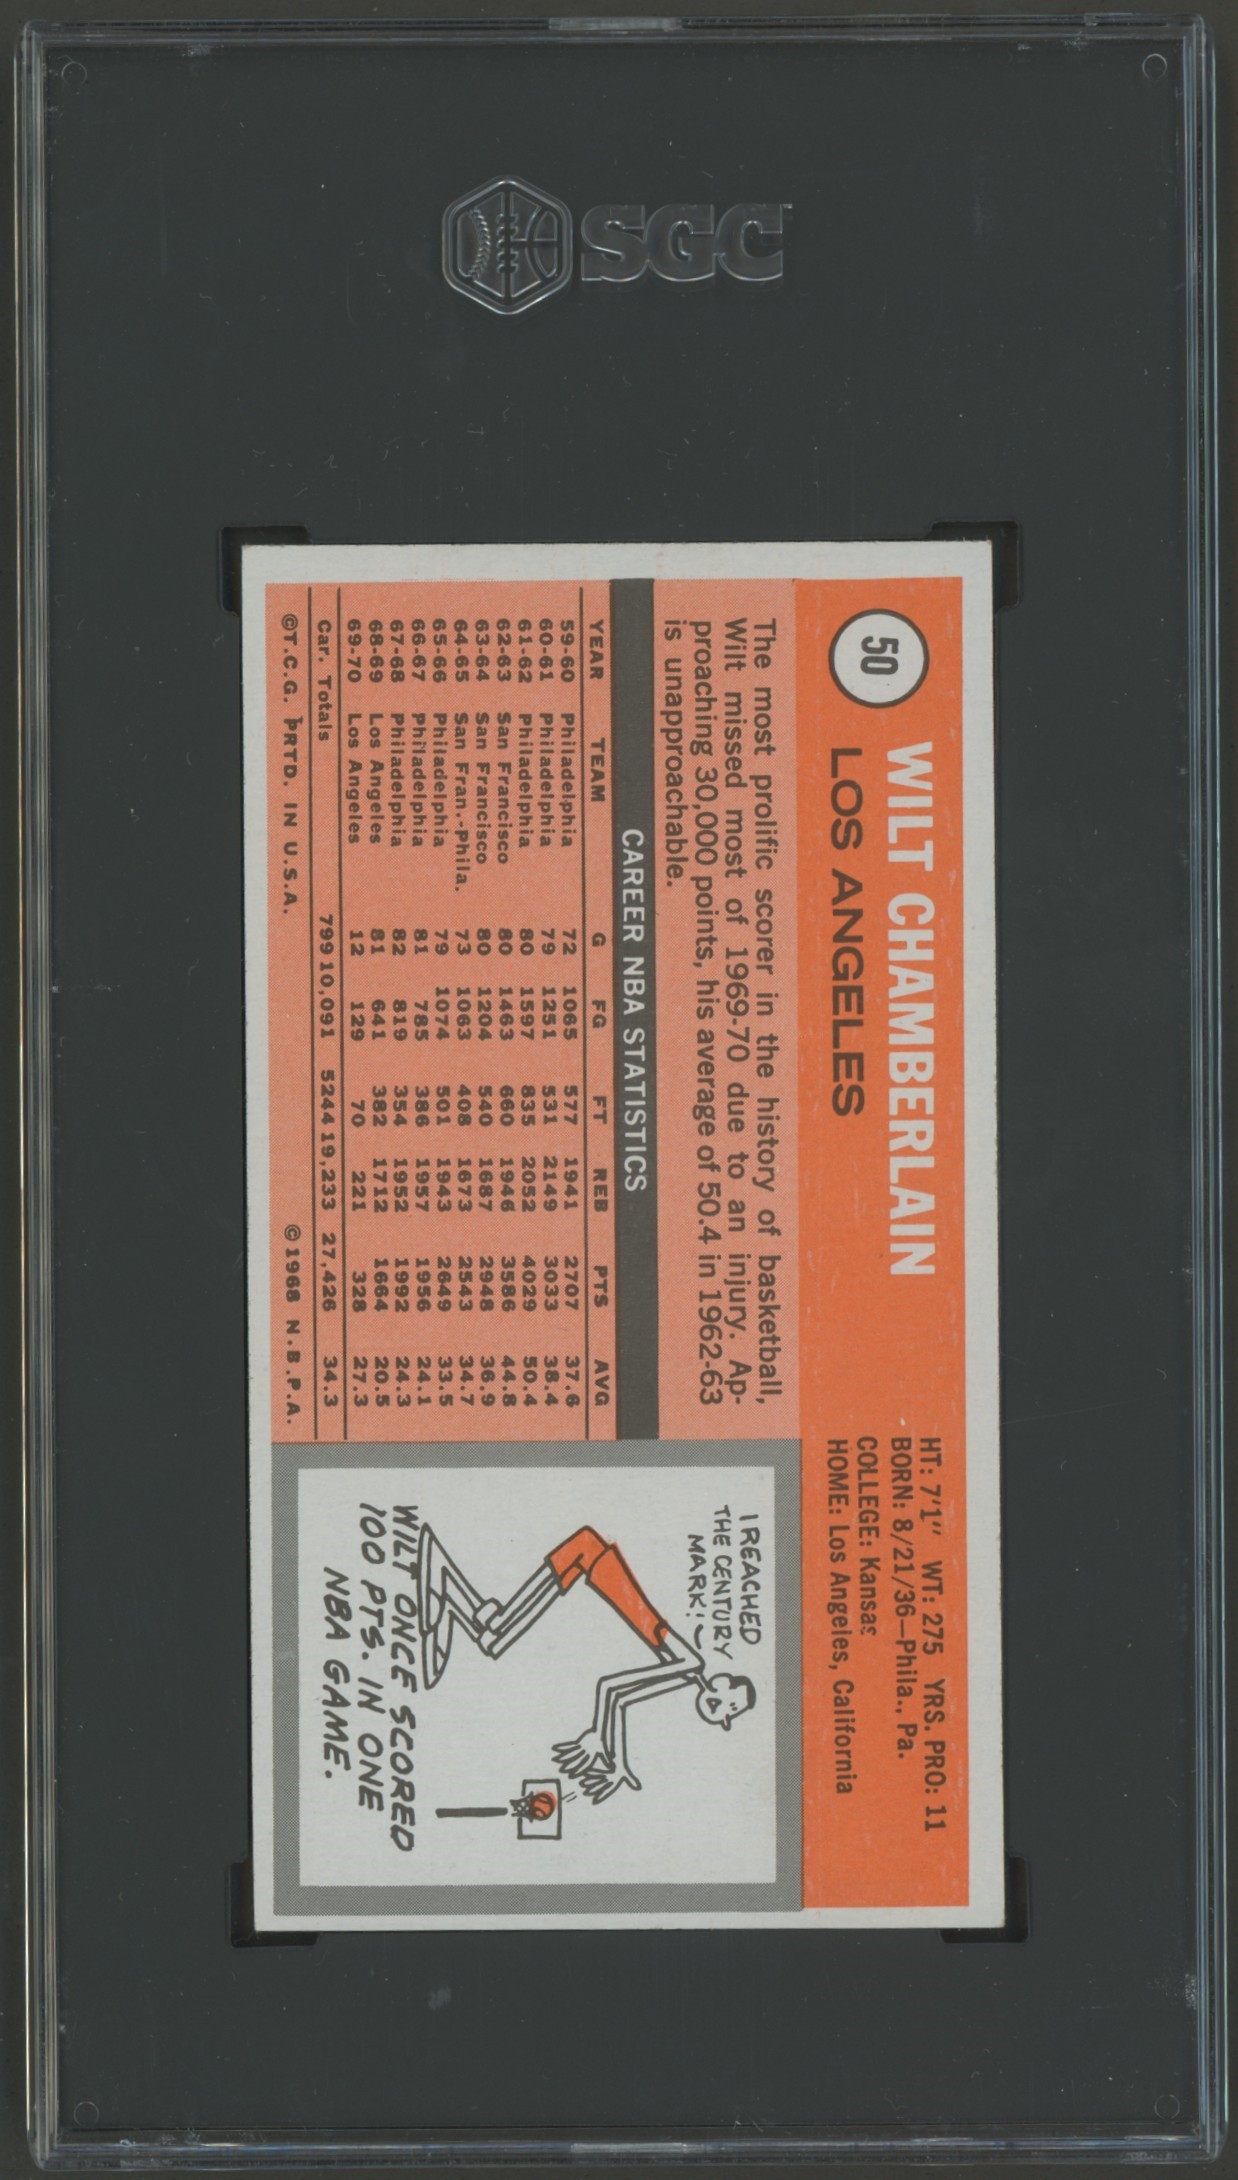 SGC
50
WILT CHAMBERLAIN
LOS ANGELES
HT: 7'1" WT: 275 YRS. PRO: 11
BORN: 8/21/36—Phila., Pa.
COLLEGE: Kansas
HOME: Los Angeles, California
The most prolific scorer in the history of basketball,
Wilt missed most of 1969-70 due to an injury. Ap-
proaching 30,000 points, his average of 50.4 in 1962-63
is unapproachable.
CAREER NBA STATISTICS
YEAR TEAM G FG FT REB PTS AVG
59-60 Philadelphia 72 1065 577 1941 2707 37.6
60-61 Philadelphia 79 1251 531 2149 3033 38.4
61-62 Philadelphia 80 1597 835 2052 4029 50.4
62-63 San Francisco 80 1463 660 1946 3586 44.8
63-64 San Francisco 80 1204 540 1687 2948 36.9
64-65 San Fran.-Phila. 73 1063 408 1673 2543 34.7
65-66 Philadelphia 79 1074 501 1943 2649 33.5
66-67 Philadelphia 81 785 386 1957 1956 24.1
67-68 Philadelphia 82 819 354 1952 1992 24.3
68-69 Los Angeles 81 641 382 1712 1664 20.5
69-70 Los Angeles 12 129 70 221 328 27.3
Car. Totals 799 10,091 5244 19,233 27,426 34.3
©T.C.G. PRTD. IN U.S.A. ©1968 N.B.P.A.
I REACHED
THE CENTURY
MARK!
WILT ONCE SCORED
100 PTS. IN ONE
NBA GAME.